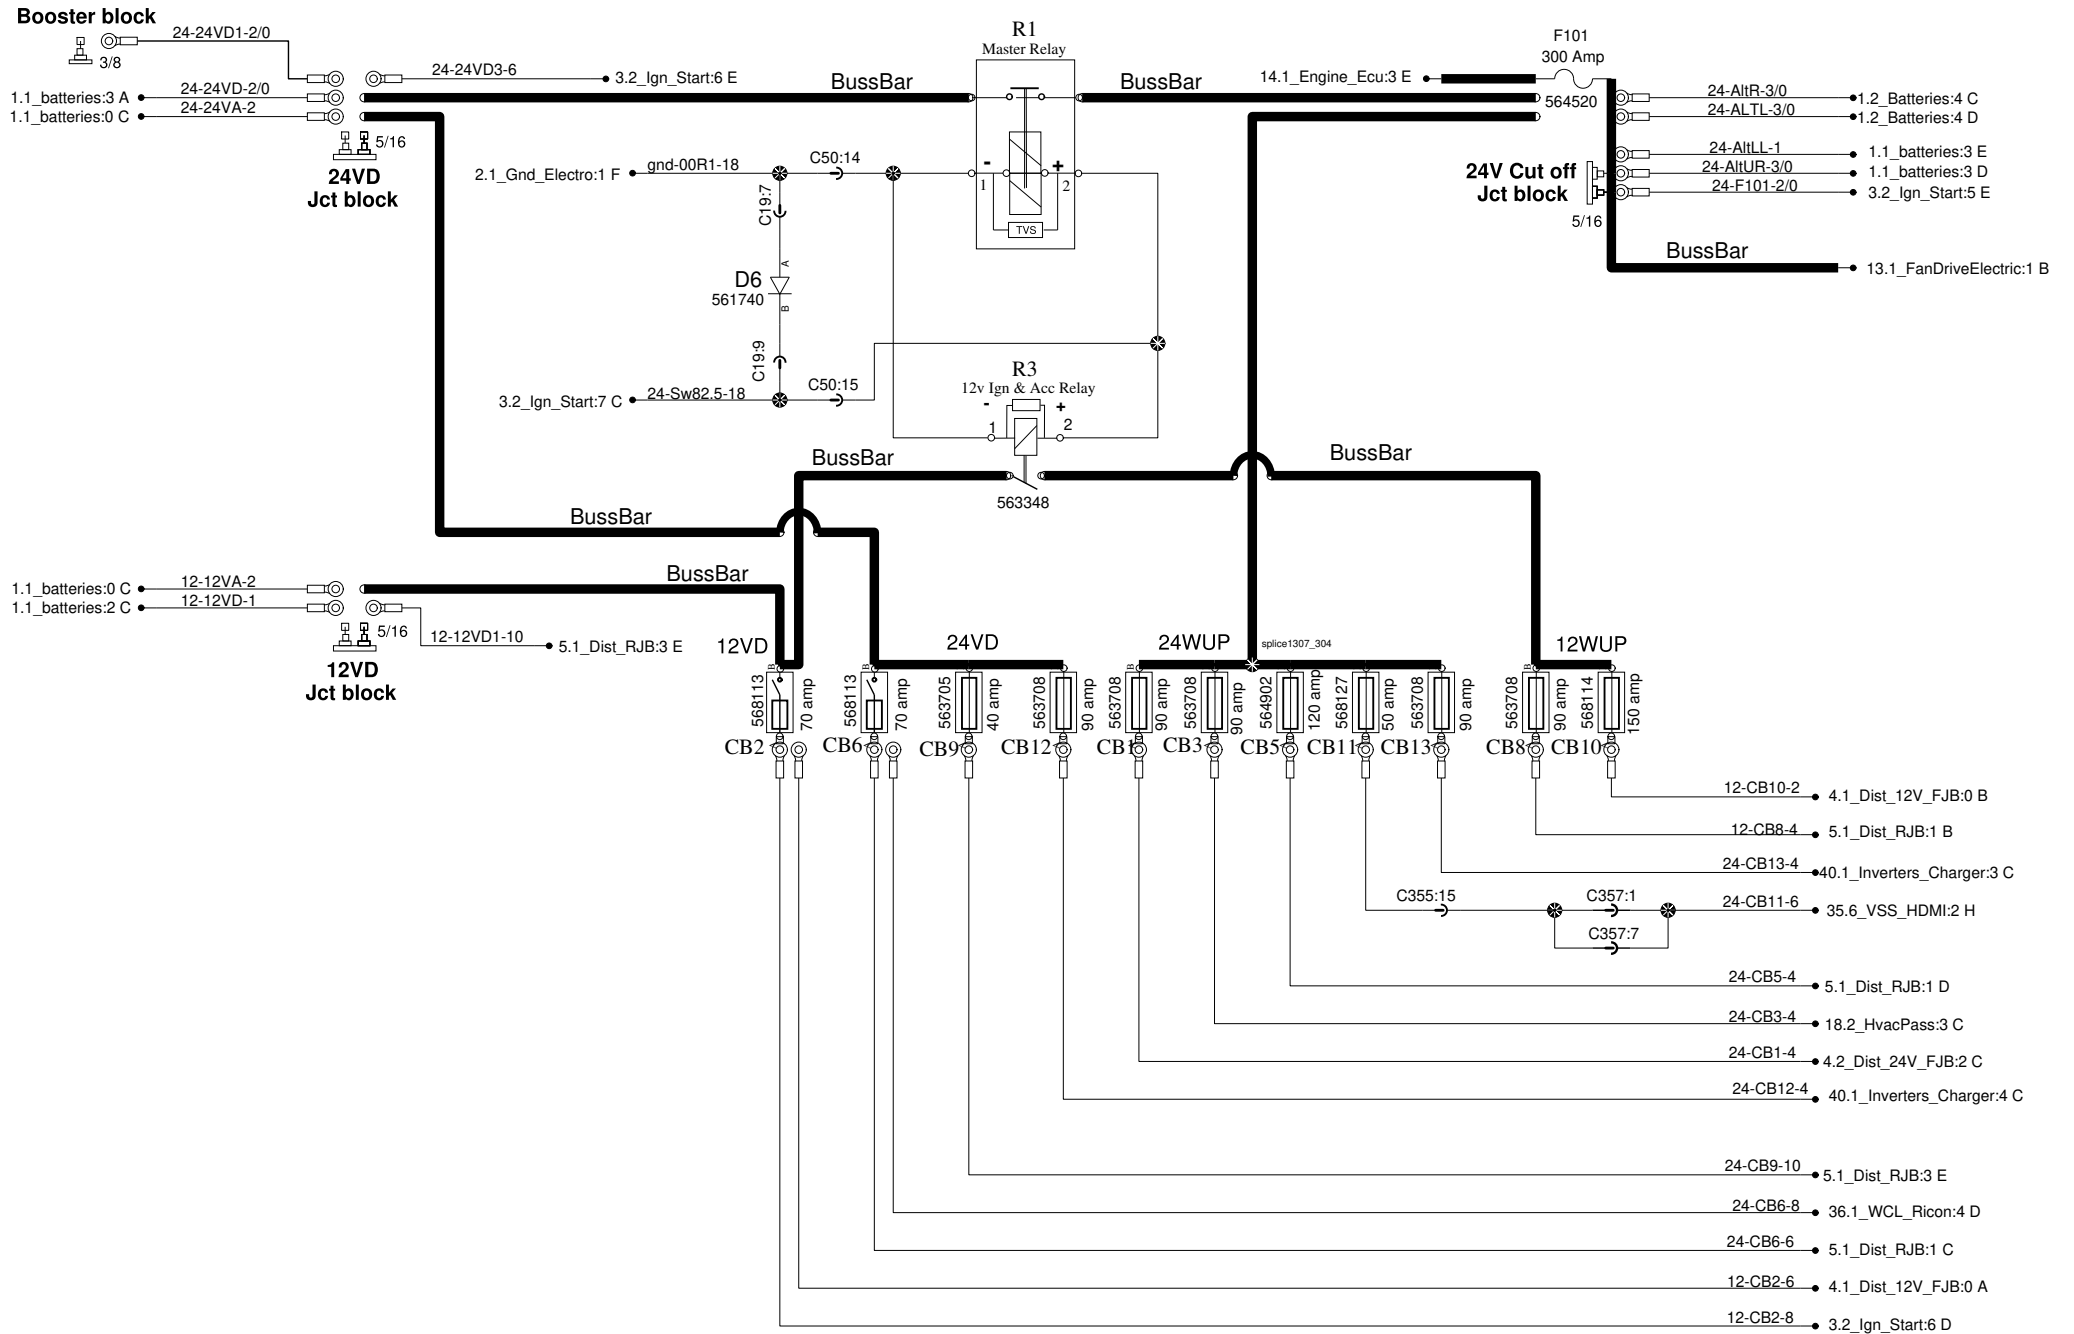 Booster block
24-24VD1-2/0
3/8
24-24VD3-6
3.2_Ign_Start:6 E
1.1_batteries:3 A
24-24VD-2/0
1.1_batteries:0 C
24-24VA-2
5/16
24VD
Jct block
BussBar
R1
Master Relay
BussBar
14.1_Engine_Ecu:3 E
F101
300 Amp
564520
24-AltR-3/0
1.2_Batteries:4 C
24-ALTL-3/0
1.2_Batteries:4 D
24-AltLL-1
1.1_batteries:3 E
24-AltUR-3/0
1.1_batteries:3 D
24-F101-2/0
3.2_Ign_Start:5 E
24V Cut off
Jct block
5/16
BussBar
13.1_FanDriveElectric:1 B
2.1_Gnd_Electro:1 F
gnd-00R1-18
C50:14
-
+
1
2
TVS
C19:7
A
D6
561740
B
C19:9
3.2_Ign_Start:7 C
24-Sw82.5-18
C50:15
R3
12v Ign & Acc Relay
-
+
1
2
563348
BussBar
BussBar
BussBar
BussBar
1.1_batteries:0 C
12-12VA-2
1.1_batteries:2 C
12-12VD-1
5/16
12-12VD1-10
5.1_Dist_RJB:3 E
12VD
Jct block
12VD
24VD
24WUP
splice1307_304
12WUP
B
568113
70 amp
CB2
B
568113
70 amp
CB6
563705
40 amp
CB9
563708
90 amp
CB12
B
563708
90 amp
CB1
563708
90 amp
CB3
564902
120 amp
CB5
568127
50 amp
CB11
563708
90 amp
CB13
B
563708
90 amp
CB8
568114
150 amp
CB10
12-CB10-2
4.1_Dist_12V_FJB:0 B
12-CB8-4
5.1_Dist_RJB:1 B
24-CB13-4
40.1_Inverters_Charger:3 C
C355:15
C357:1
24-CB11-6
35.6_VSS_HDMI:2 H
C357:7
24-CB5-4
5.1_Dist_RJB:1 D
24-CB3-4
18.2_HvacPass:3 C
24-CB1-4
4.2_Dist_24V_FJB:2 C
24-CB12-4
40.1_Inverters_Charger:4 C
24-CB9-10
5.1_Dist_RJB:3 E
24-CB6-8
36.1_WCL_Ricon:4 D
24-CB6-6
5.1_Dist_RJB:1 C
12-CB2-6
4.1_Dist_12V_FJB:0 A
12-CB2-8
3.2_Ign_Start:6 D